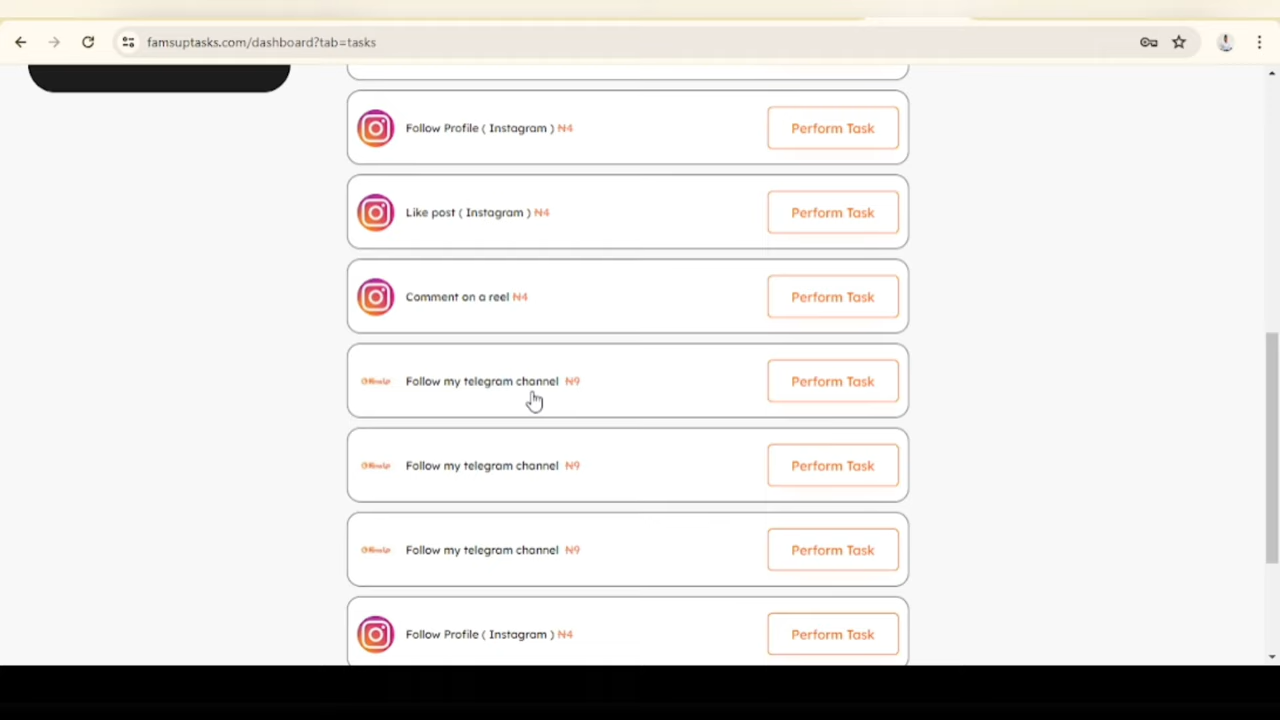 famsuptasks.com/dashboard?tab=tasks
Follow Profile ( Instagram ) ₦4
Perform Task
Like post ( Instagram ) ₦4
Perform Task
Comment on a reel ₦4
Perform Task
Follow my telegram channel ₦9
Perform Task
Follow my telegram channel ₦9
Perform Task
Follow my telegram channel ₦9
Perform Task
Follow Profile ( Instagram ) ₦4
Perform Task